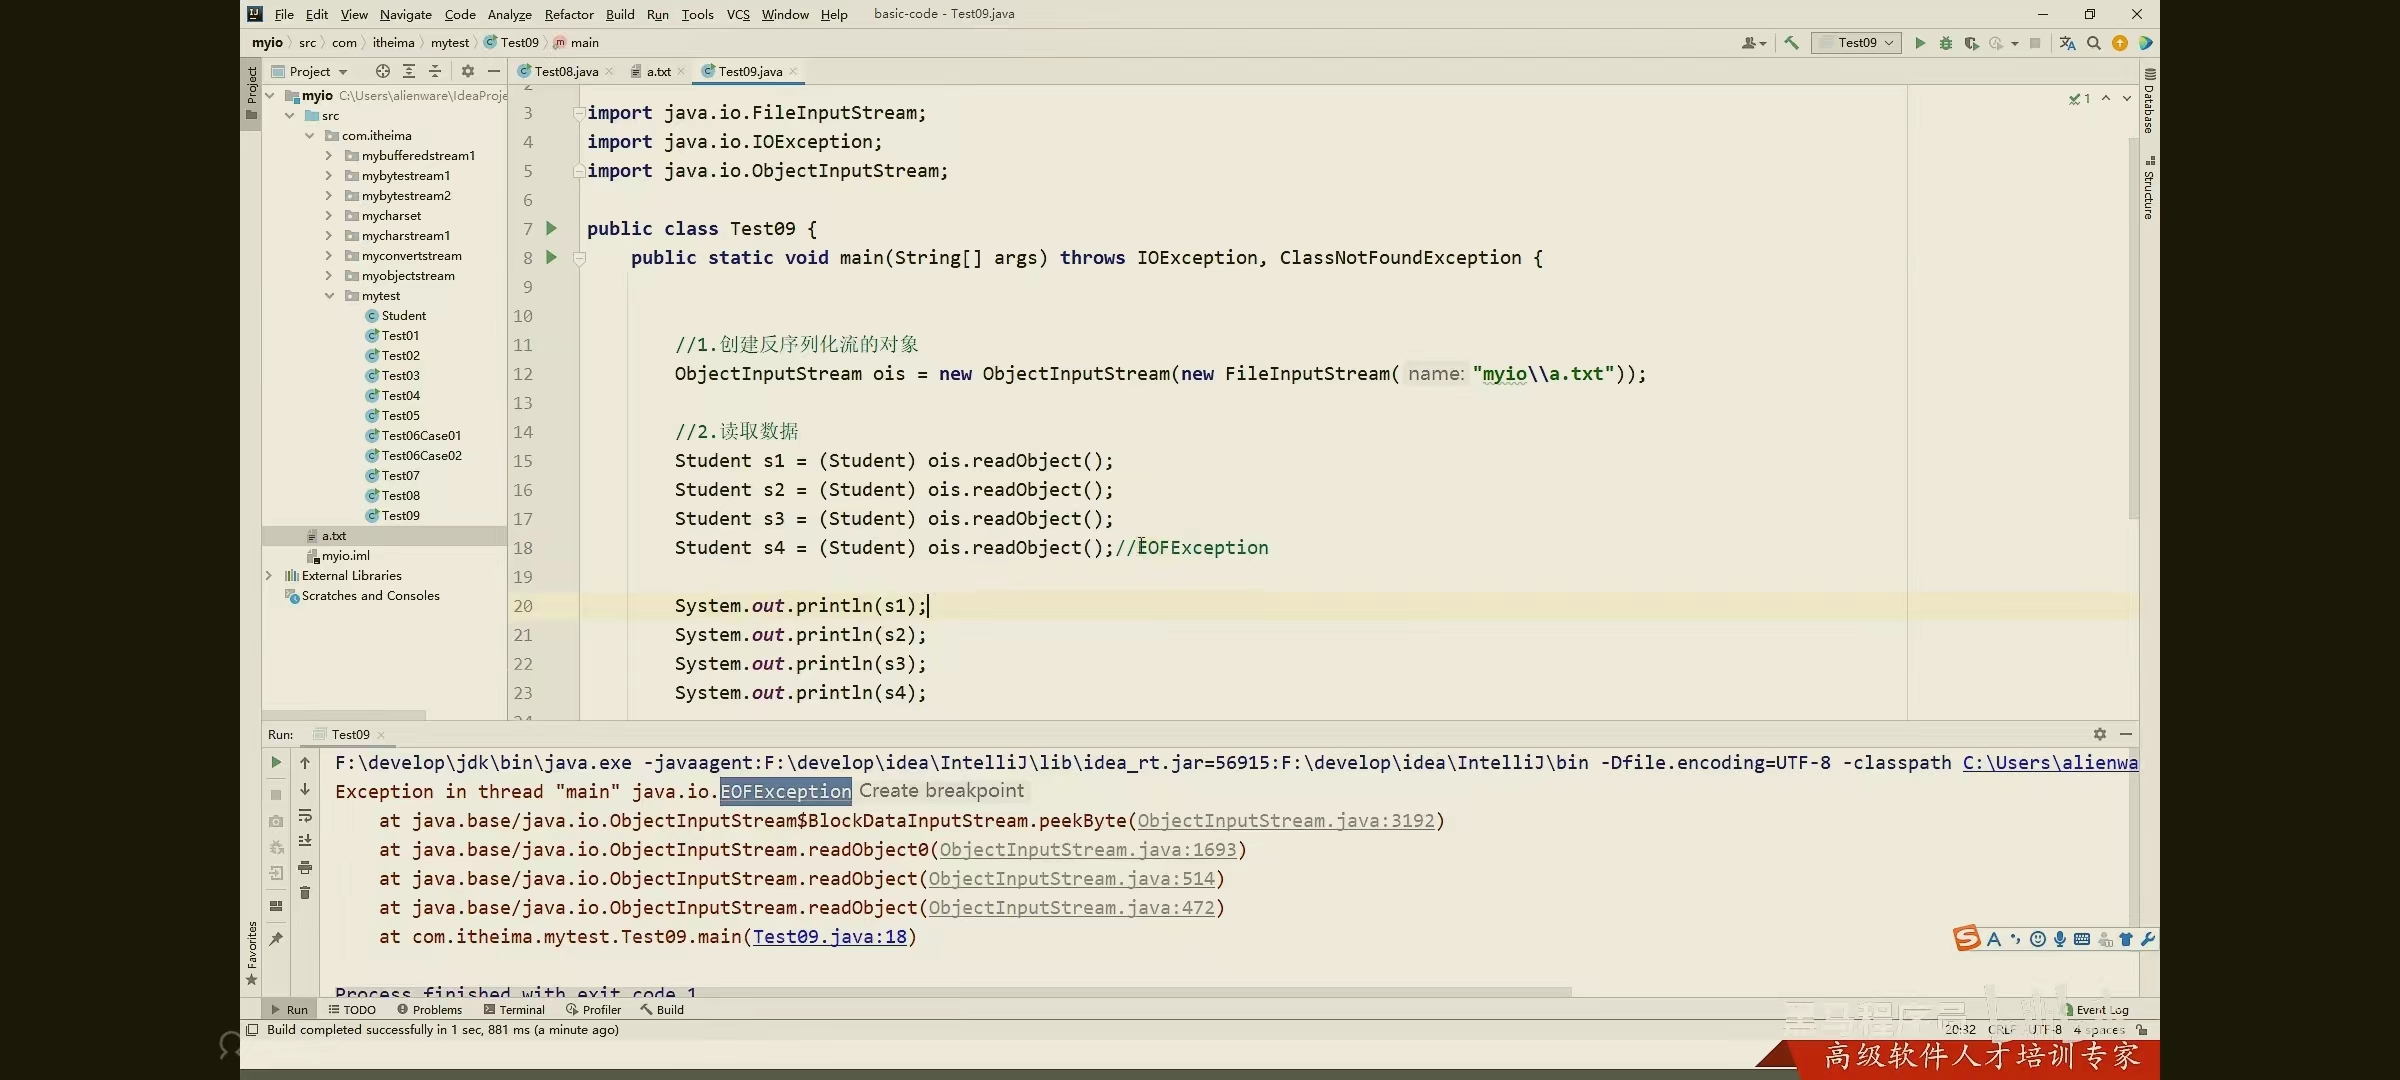 File Edit View Navigate Code Analyze Refactor Build Run Tools VCS Window Help basic-code - Test09.java
myio src com itheima mytest Test09 main
Test09
Project
Test08.java
a.txt
Test09.java
Project
myio C:\Users\alienware\IdeaProje
src
com.itheima
mybufferedstream1
mybytestream1
mybytestream2
mycharset
mycharstream1
myconvertstream
myobjectstream
mytest
Student
Test01
Test02
Test03
Test04
Test05
Test06Case01
Test06Case02
Test07
Test08
Test09
a.txt
myio.iml
External Libraries
Scratches and Consoles
1
3 import java.io.FileInputStream;
4 import java.io.IOException;
5 import java.io.ObjectInputStream;
6
7 public class Test09 {
8 public static void main(String[] args) throws IOException, ClassNotFoundException {
9
10
11 //1.创建反序列化流的对象
12 ObjectInputStream ois = new ObjectInputStream(new FileInputStream( name: "myio\\a.txt"));
13
14 //2.读取数据
15 Student s1 = (Student) ois.readObject();
16 Student s2 = (Student) ois.readObject();
17 Student s3 = (Student) ois.readObject();
18 Student s4 = (Student) ois.readObject();//EOFException
19
20 System.out.println(s1);
21 System.out.println(s2);
22 System.out.println(s3);
23 System.out.println(s4);
Database
Structure
Run: Test09
F:\develop\jdk\bin\java.exe -javaagent:F:\develop\idea\IntelliJ\lib\idea_rt.jar=56915:F:\develop\idea\IntelliJ\bin -Dfile.encoding=UTF-8 -classpath C:\Users\alienwa
Exception in thread "main" java.io.EOFException Create breakpoint
at java.base/java.io.ObjectInputStream$BlockDataInputStream.peekByte(ObjectInputStream.java:3192)
at java.base/java.io.ObjectInputStream.readObject0(ObjectInputStream.java:1693)
at java.base/java.io.ObjectInputStream.readObject(ObjectInputStream.java:514)
at java.base/java.io.ObjectInputStream.readObject(ObjectInputStream.java:472)
at com.itheima.mytest.Test09.main(Test09.java:18)
Process finished with exit code 1
Favorites
Run TODO Problems Terminal Profiler Build Event Log
Build completed successfully in 1 sec, 881 ms (a minute ago) 20:32 CRLF UTF-8 4 spaces
黑马程序员
高级软件人才培训专家